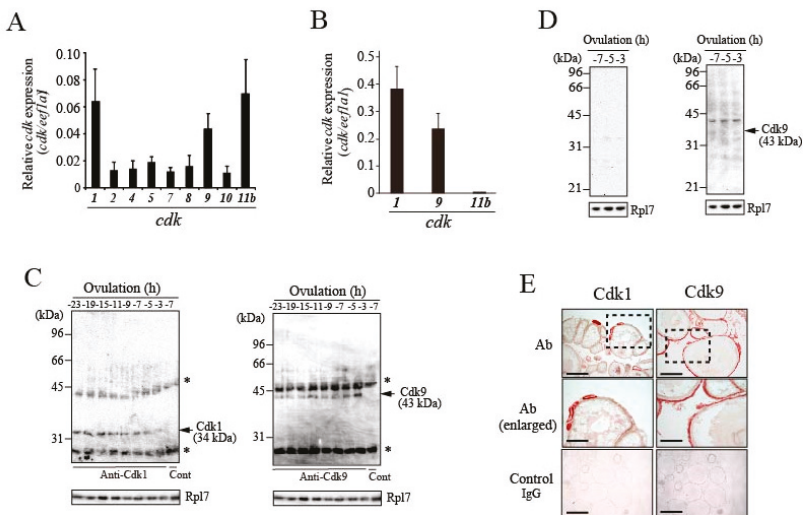 A
Relative cdk expression
(cdk/eef1a1)
0.10
0.08
0.06
0.04
0.02
0
1 2 4 5 7 8 9 10 11b
cdk
B
Relative cdk expression
(cdk/eef1a1)
0.5
0.4
0.3
0.2
0.1
0
1 9 11b
cdk
D
Ovulation (h)
(kDa) -7 -5 -3
96
66
45
31
21
Rpl7
Ovulation (h)
(kDa) -7 -5 -3
96
66
45
31
21
Cdk9
(43 kDa)
Rpl7
C
Ovulation (h)
-23 -19 -15 -11 -9 -7 -5 -3 -7
(kDa)
96
66
45
31
*
Cdk1
(34 kDa)
*
Anti-Cdk1 Cont
Rpl7
Ovulation (h)
-23 -19 -15 -11 -9 -7 -5 -3 -7
(kDa)
96
66
45
31
*
Cdk9
(43 kDa)
*
Anti-Cdk9 Cont
Rpl7
E
Cdk1 Cdk9
Ab
Ab
(enlarged)
Control
IgG